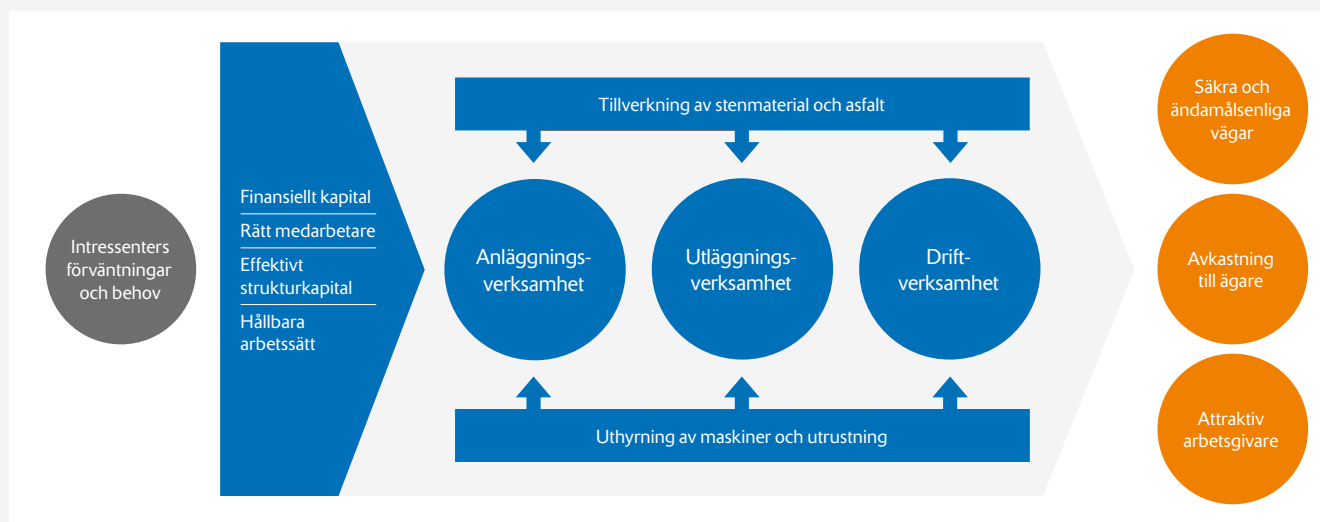 Intressenters
förväntningar
och behov
Finansiellt kapital
Rätt medarbetare
Effektivt
strukturkapital
Hållbara
arbetssätt
Tillverkning av stenmaterial och asfalt
Anläggnings-
verksamhet
Utläggnings-
verksamhet
Drift-
verksamhet
Uthyrning av maskiner och utrustning
Säkra och
ändamålsenliga
vägar
Avkastning
till ägare
Attraktiv
arbetsgivare